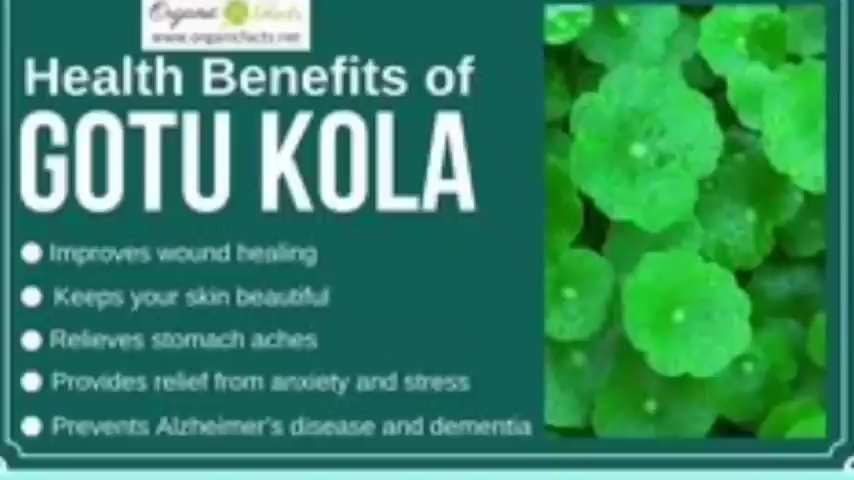 Organic Facts
www.organicfacts.net
Health Benefits of
GOTU KOLA
Improves wound healing
Keeps your skin beautiful
Relieves stomach aches
Provides relief from anxiety and stress
Prevents Alzheimer's disease and dementia